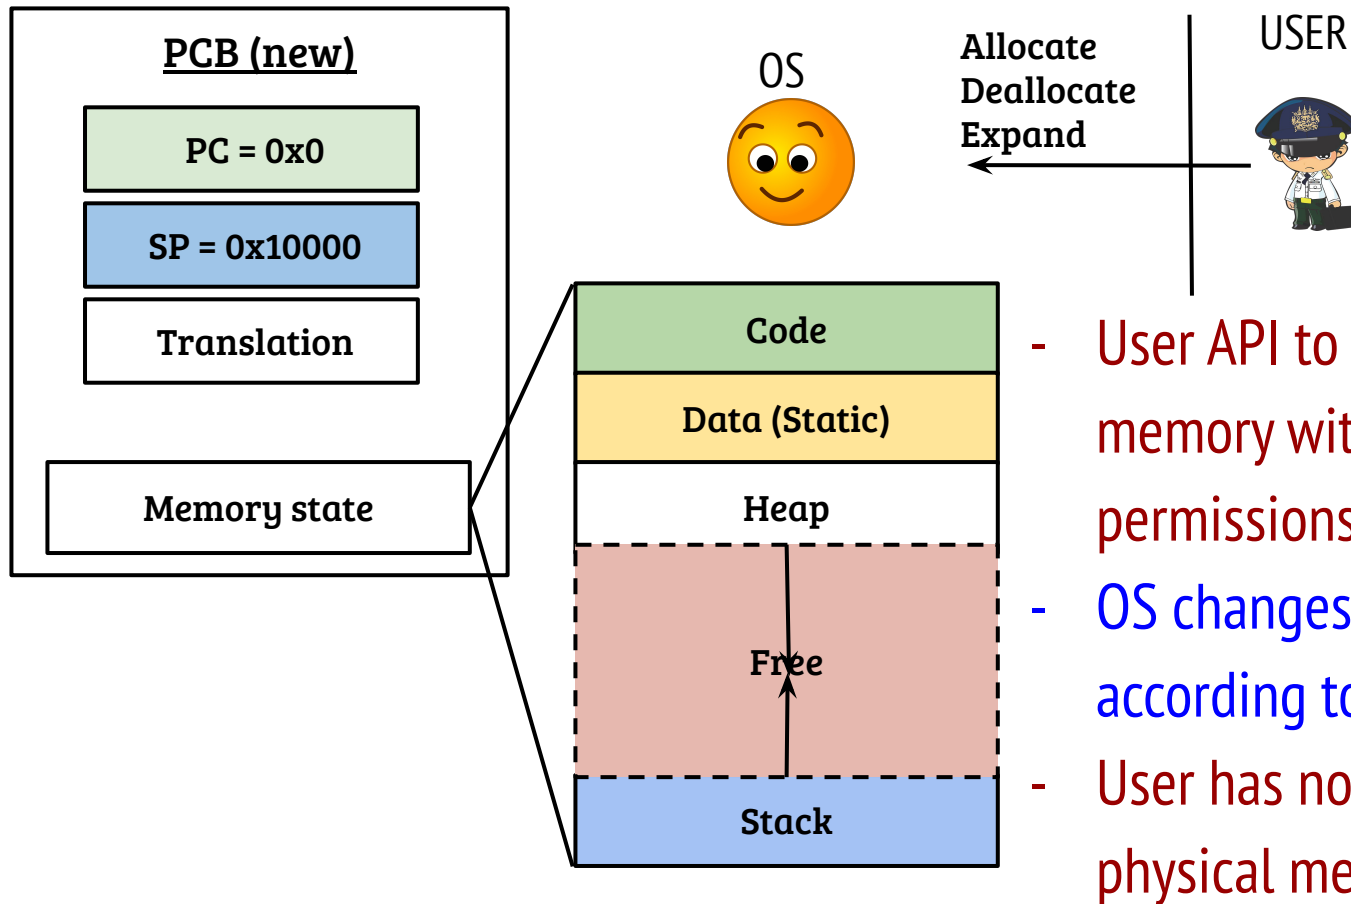 PCB (new)
PC = 0x0
SP = 0x10000
Translation
Memory state
OS
Allocate
Deallocate
Expand
USER
Code
Data (Static)
Heap
Free
Stack
- User API to
memory wit
permissions
- OS changes
according to
- User has no
physical me